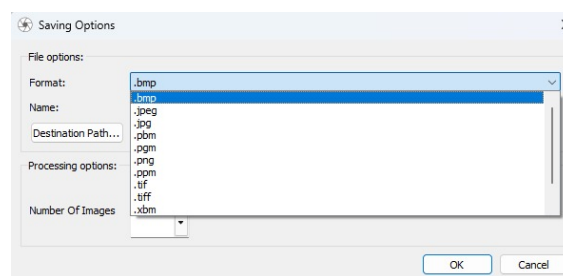 Saving Options
File options:
Format:
.bmp
.bmp
.jpeg
Name:
.jpg
.pbm
Destination Path...
.pgm
.png
Processing options:
.ppm
.tif
.tiff
Number Of Images
.xbm
OK
Cancel